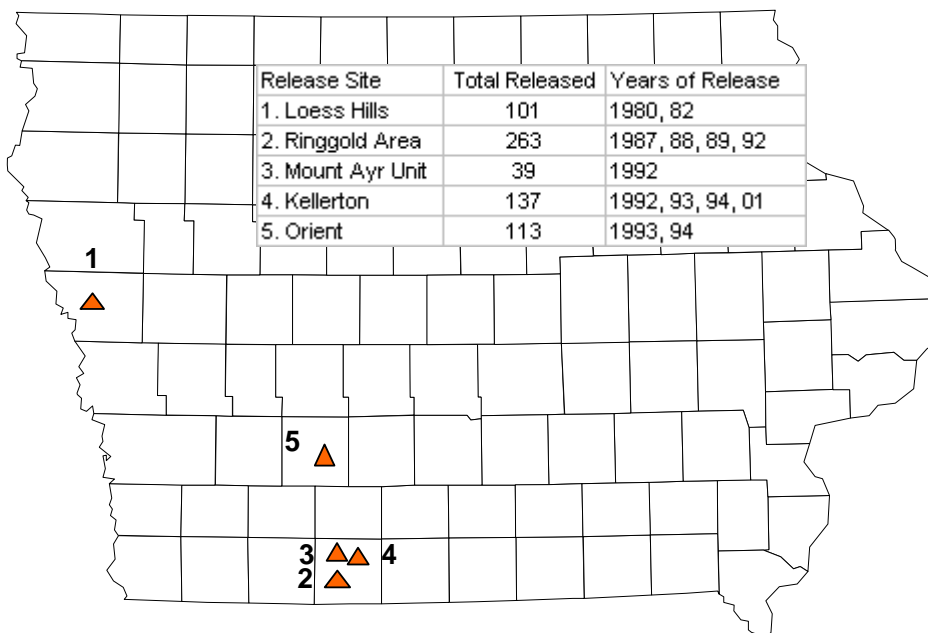 Release Site Total Released Years of Release
1. Loess Hills 101 1980, 82
2. Ringgold Area 263 1987, 88, 89, 92
3. Mount Ayr Unit 39 1992
4. Kellerton 137 1992, 93, 94, 01
5. Orient 113 1993, 94
1
5
3 4
2